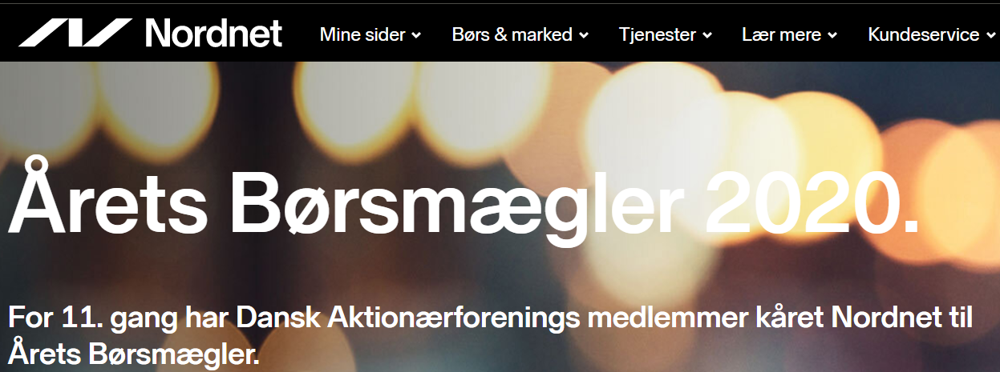 Nordnet Mine sider Børs & marked Tjenester Lær mere Kundeservice
Årets Børsmægler 2020.
For 11. gang har Dansk Aktionærforenings medlemmer kåret Nordnet til
Årets Børsmægler.